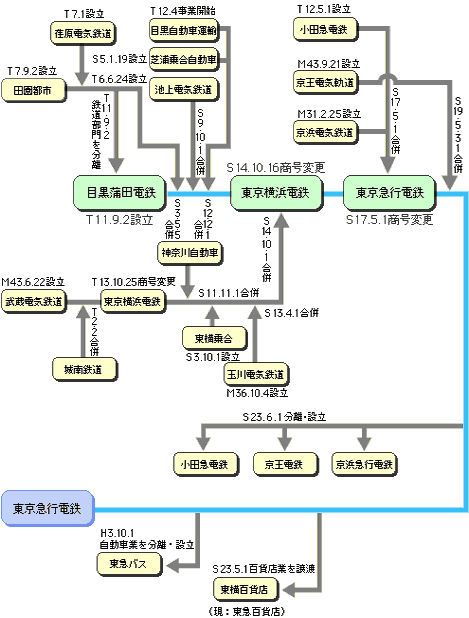 T7.1設立
荏原電気鉄道
T12.4事業開始
目黒自動車運輸
S5.1.19設立
芝浦乗合自動車
T12.5.1設立
小田急電鉄
M43.9.21設立
京王電気軌道
M31.2.25設立
京浜電気鉄道
T7.9.2設立
田園都市
T6.6.24設立
池上電気鉄道
T11.9.2
鉄道部門を分離
S9.10.1合併
S17.5.1合併
S19.5.31合併
目黒蒲田電鉄
T11.9.2設立
S14.10.16商号変更
東京横浜電鉄
東京急行電鉄
S17.5.1商号変更
S3.5.5
合併
S12.12.1
合併
神奈川自動車
S14.10.1合併
M43.6.22設立
武蔵電気鉄道
T13.10.25商号変更
東京横浜電鉄
S11.11.1合併
T2.2合併
城南鉄道
東横乗合
S3.10.1設立
S13.4.1合併
玉川電気鉄道
M36.10.4設立
S23.6.1分離・設立
小田急電鉄
京王電鉄
京浜急行電鉄
東京急行電鉄
H3.10.1
自動車業を分離・設立
東急バス
S23.5.1百貨店業を譲渡
東横百貨店
(現：東急百貨店)